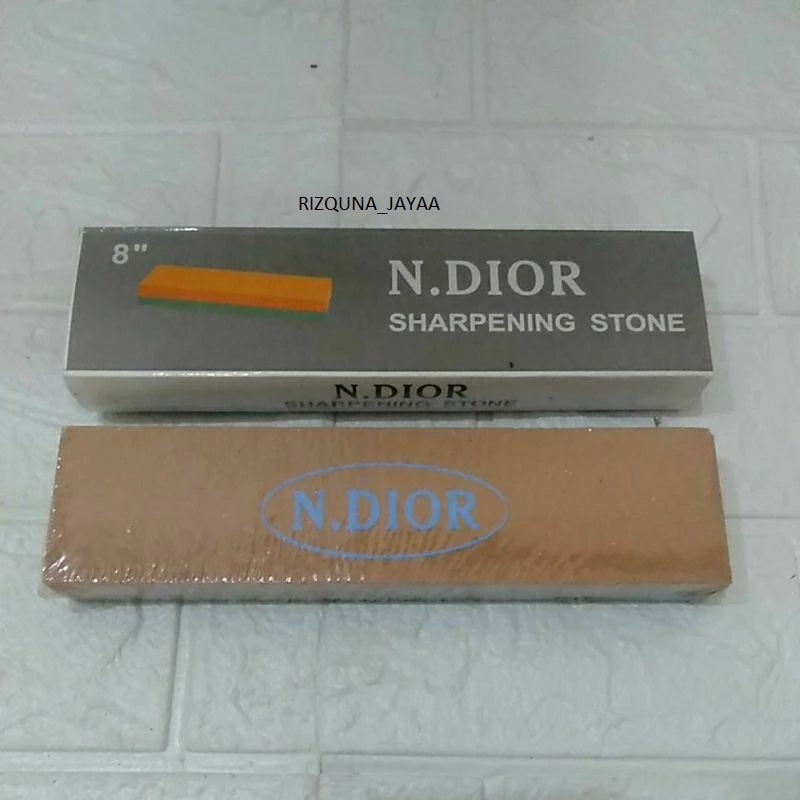 RIZQUNA_JAYAA
8"
N.DIOR
SHARPENING STONE
N.DIOR
SHARPENING STONE
N.DIOR